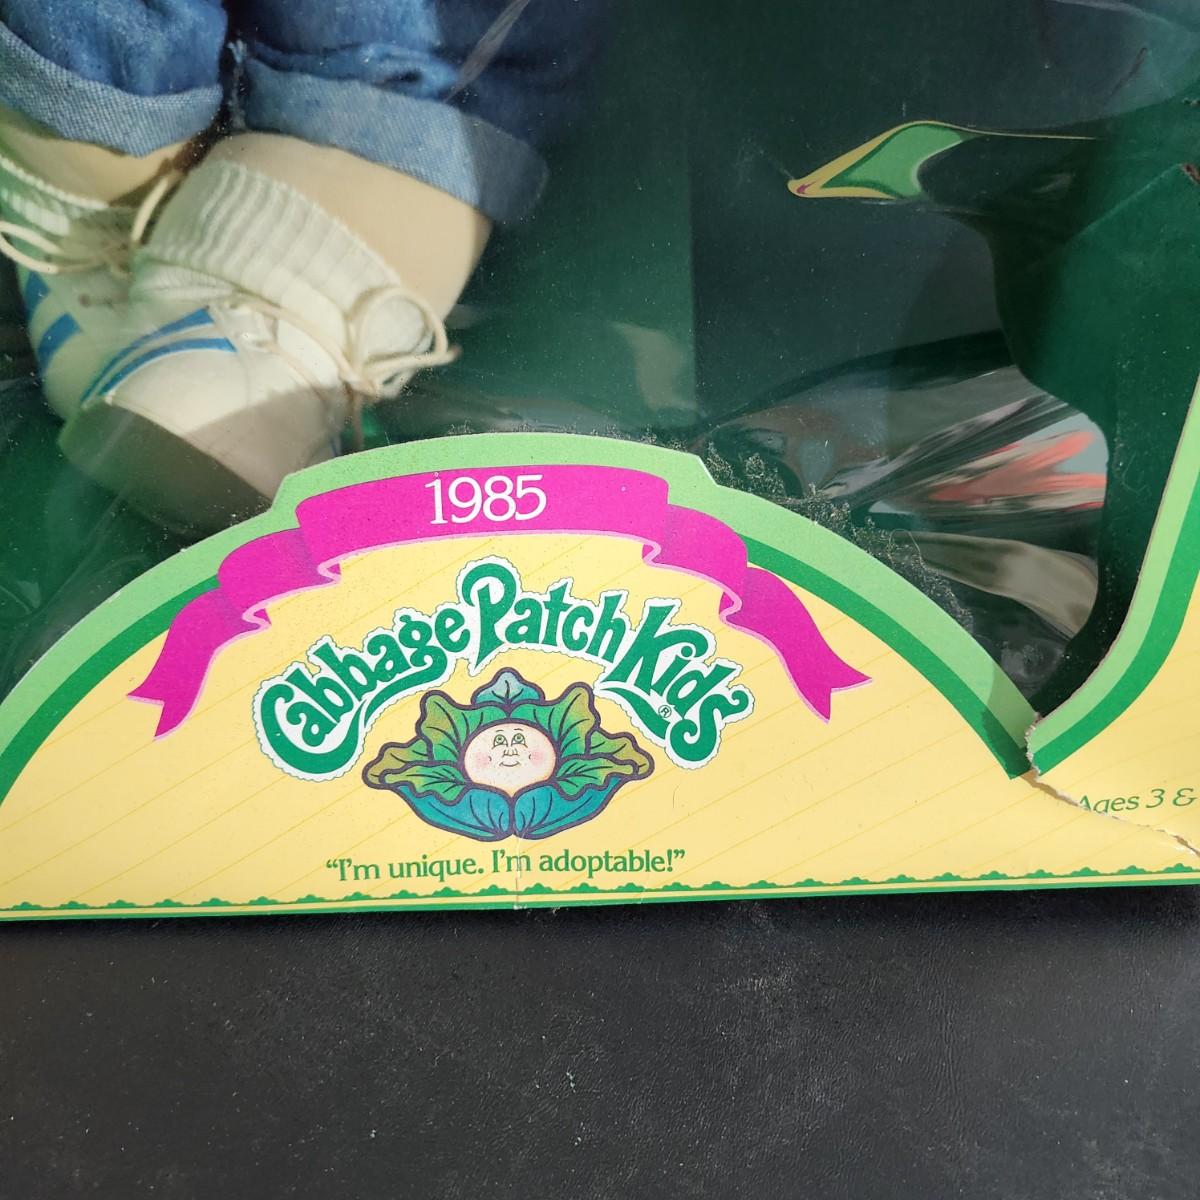 1985
Cabbage Patch Kids®
Ages 3 &
“I'm unique. I'm adoptable!”